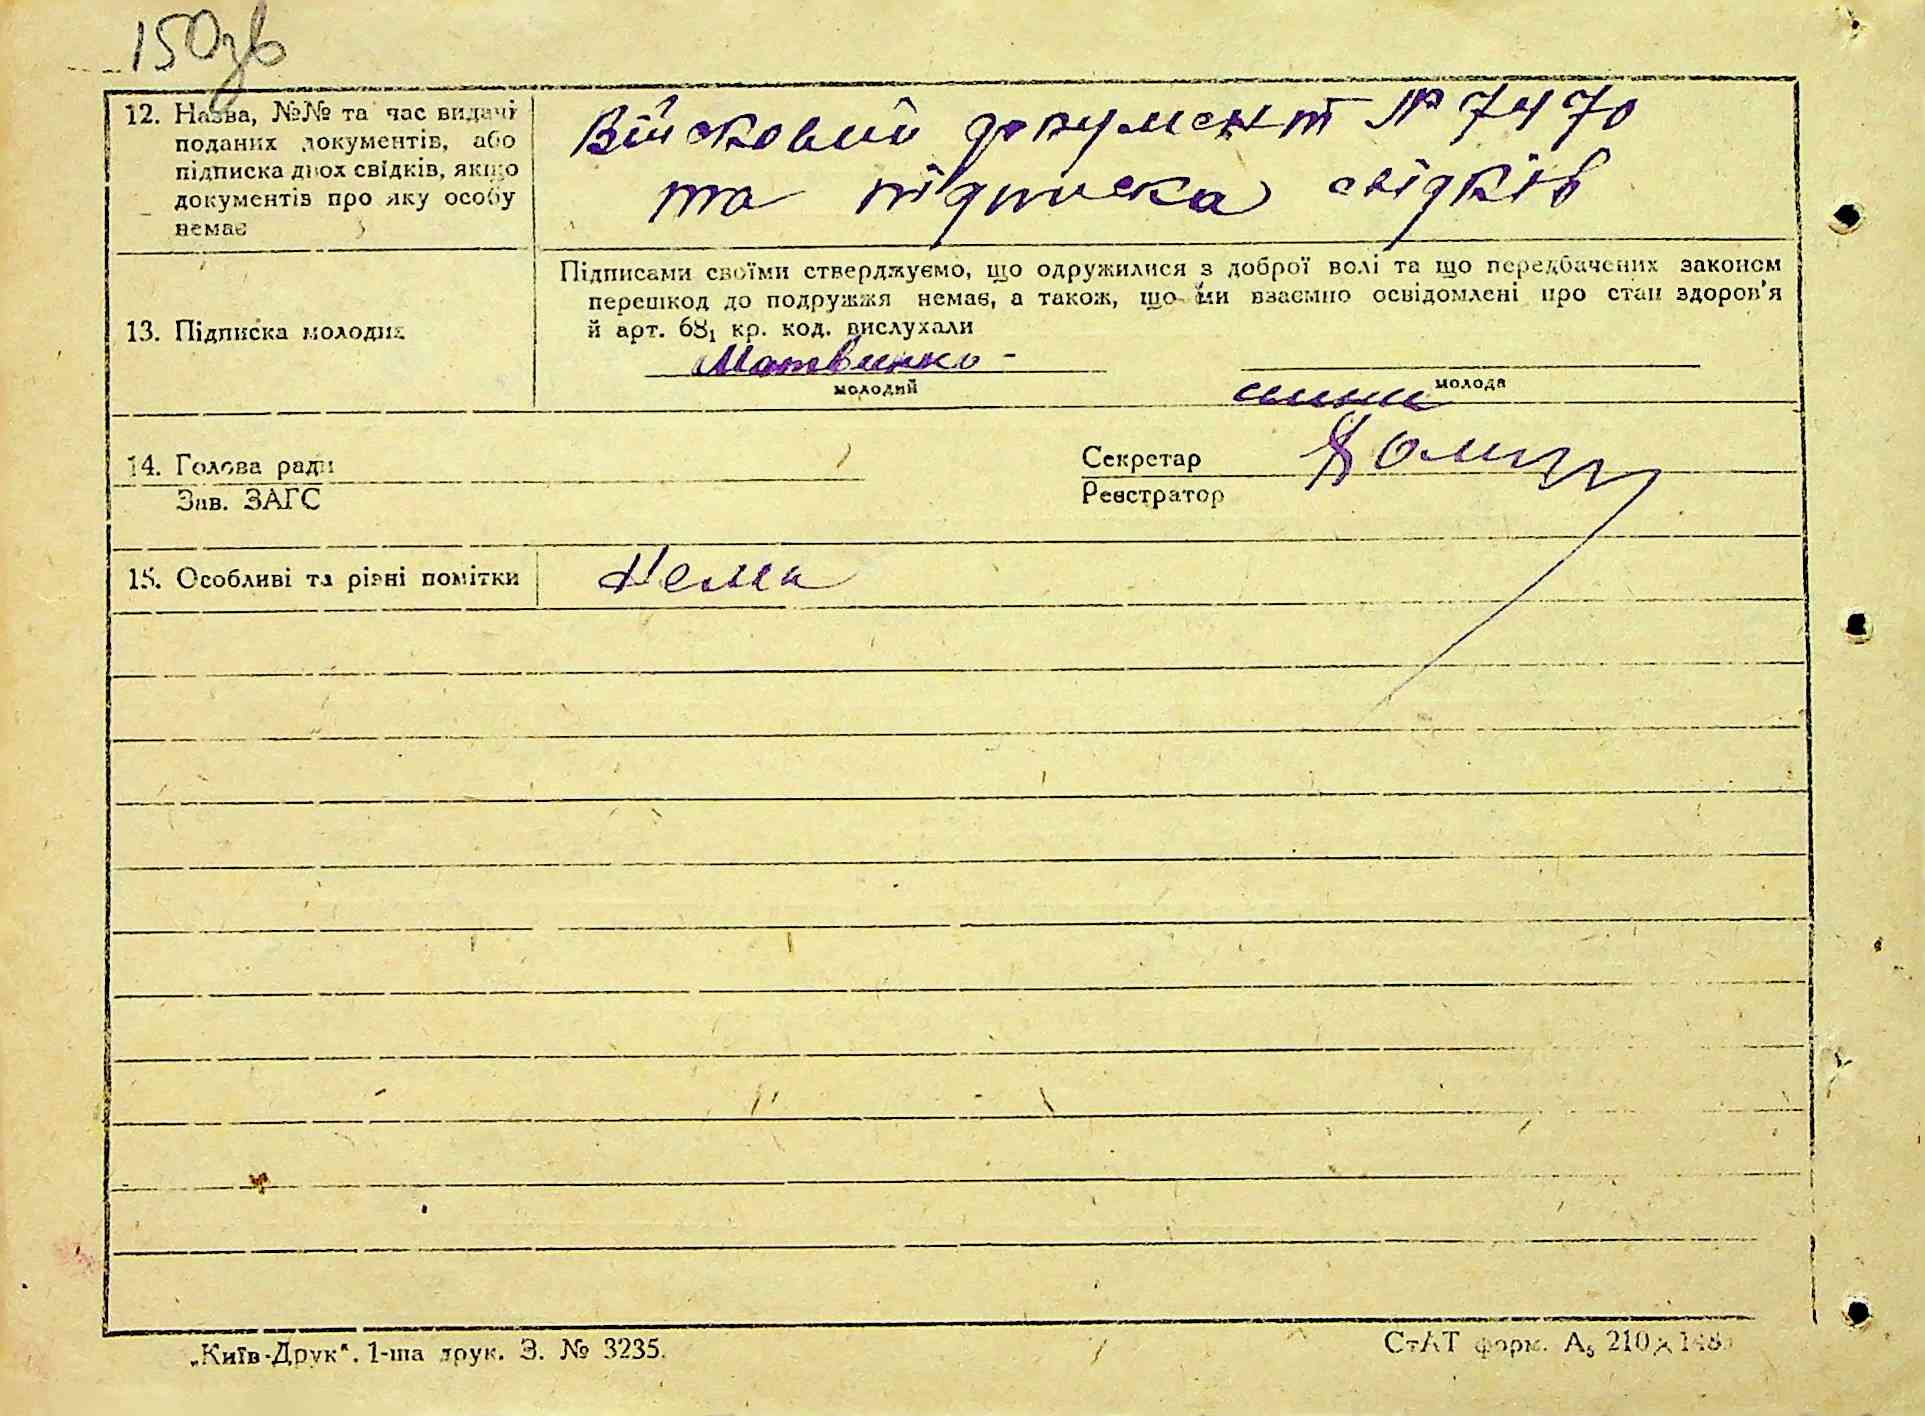 150зв
12. Назва, №№ та час видачі
поданих документів, або
підписка двох свідків, якщо
документів про яку особу
немає
Війсковий документ № 7470
та підписка свідків
13. Підписка молодих
Підписами своїми стверджуємо, що одружилися з доброї волі та що передбачених законом
перешкод до подружжя немає, а також, що ми взаємно освідомлені про стан здоров'я
й арт. 68₁ кр. код. вислухали
Матвиенко -
молодий
молода
14. Голова ради
Зав. ЗАГС
Секретар
Реєстратор
15. Особливі та різні помітки
Нема
„Київ-Друк“. 1-ша друк. З. № 3235.
СтАТ форм. А₅ 210 х 148